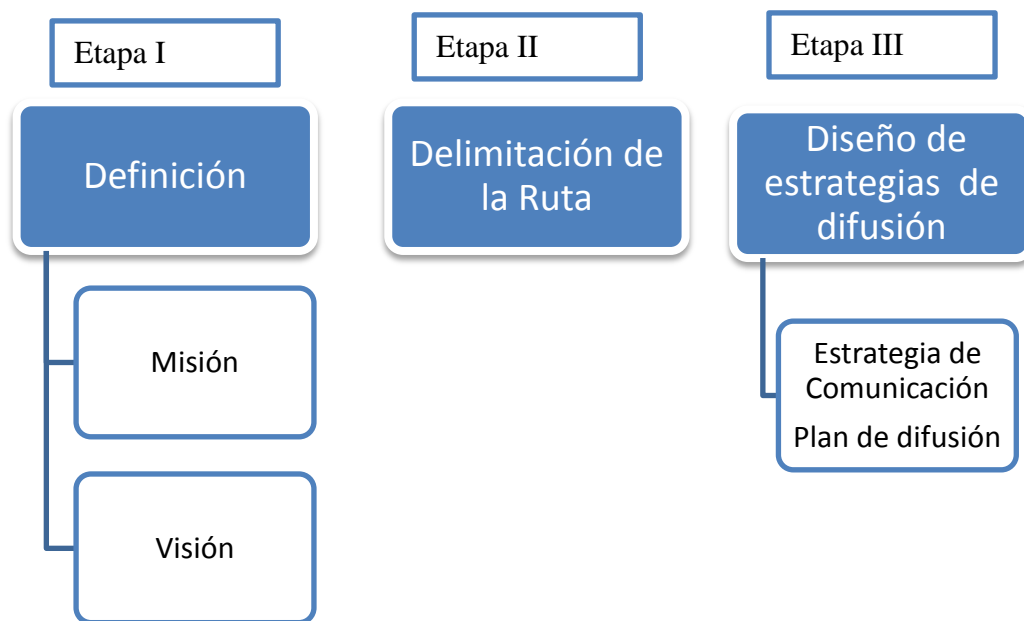 Etapa I
Etapa II
Etapa III
Definición
Delimitación de
la Ruta
Diseño de
estrategias de
difusión
Misión
Visión
Estrategia de
Comunicación
Plan de difusión